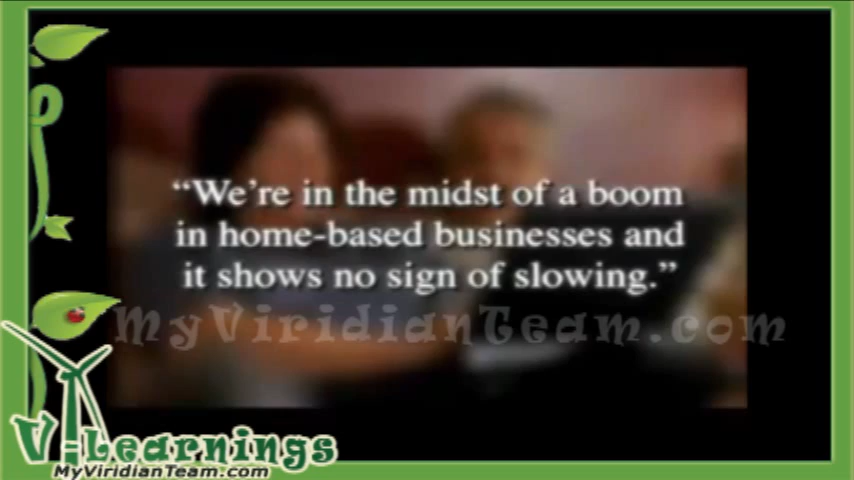 “We’re in the midst of a boom
in home-based businesses and
it shows no sign of slowing.”
MyViridianTeam.com
V-Learnings
MyViridianTeam.com